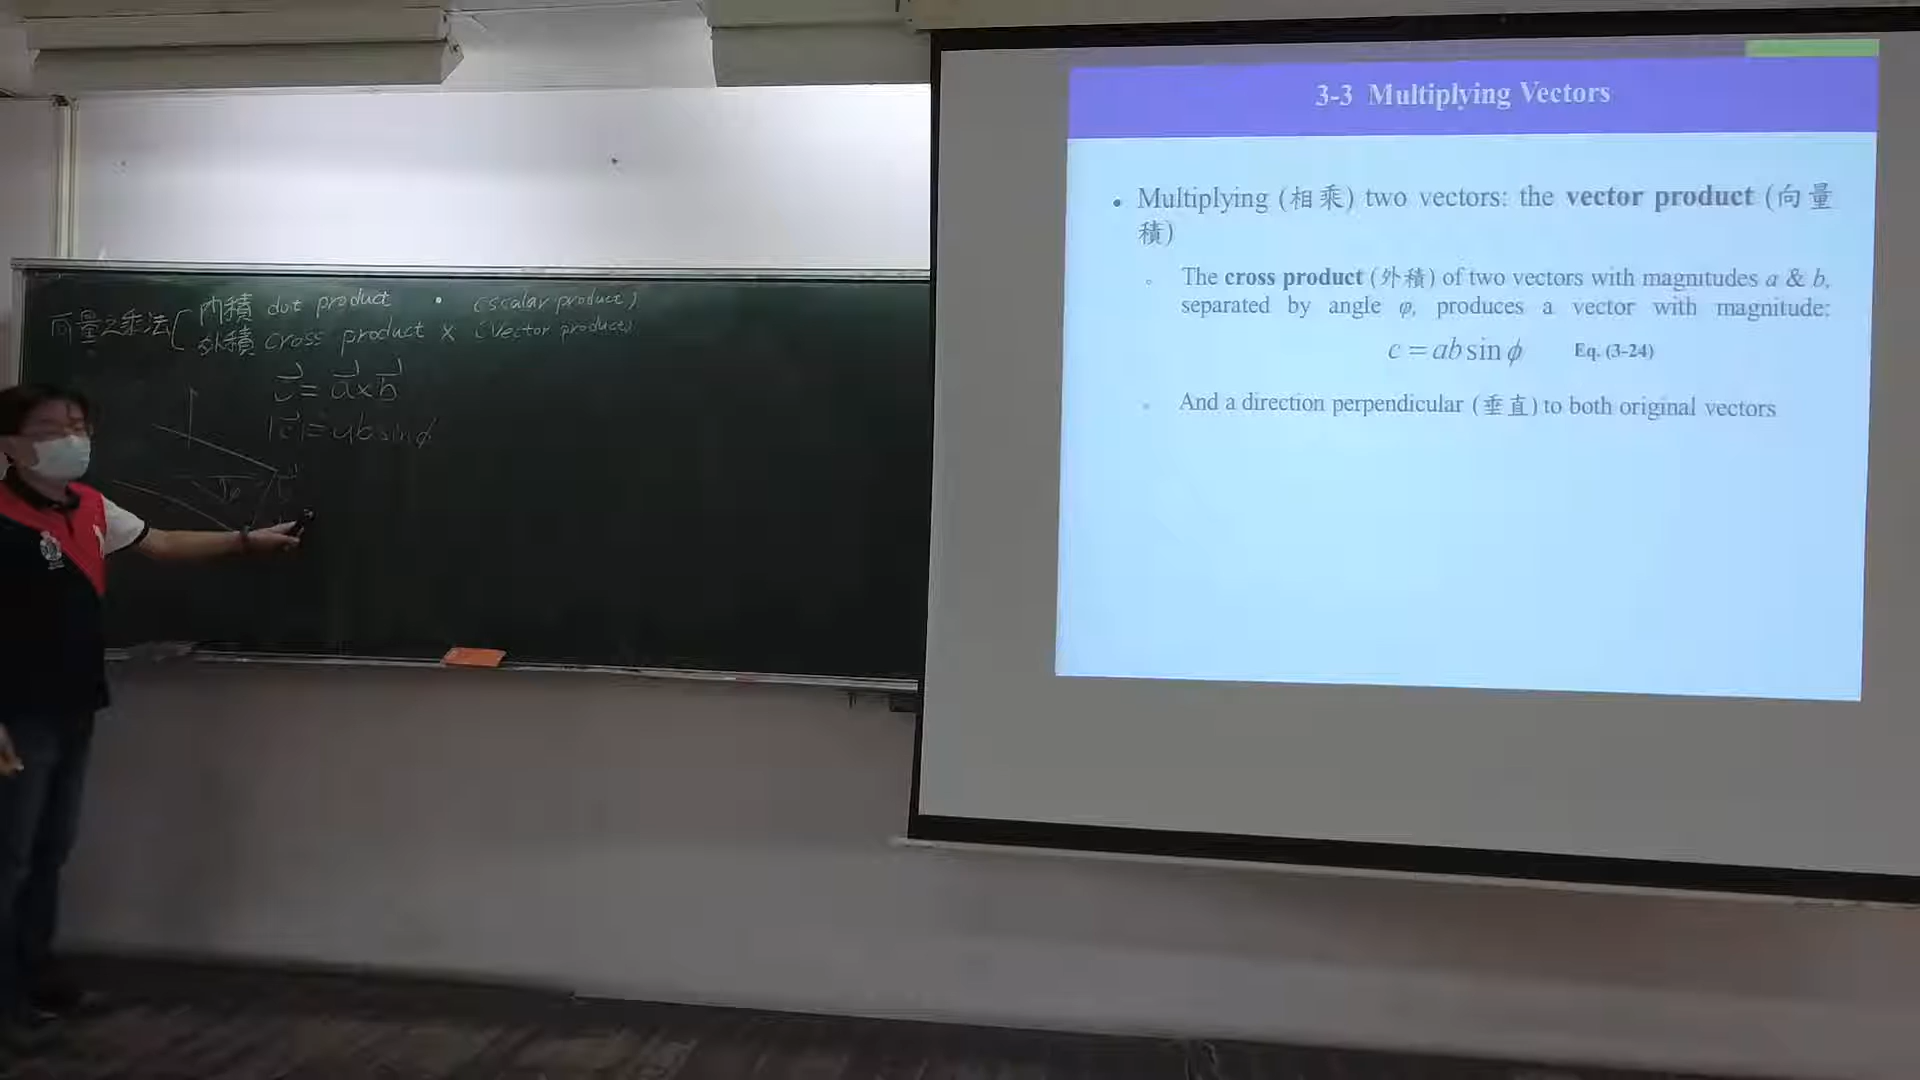 向量之乘法
內積 dot product · (scalar product)
外積 cross product × (Vector product)
c = a × b
|c| = ab sin ϕ
3-3 Multiplying Vectors
• Multiplying (相乘) two vectors: the vector product (向量
積)
The cross product (外積) of two vectors with magnitudes a & b,
separated by angle φ, produces a vector with magnitude:
c = ab sin ϕ Eq. (3-24)
And a direction perpendicular (垂直) to both original vectors